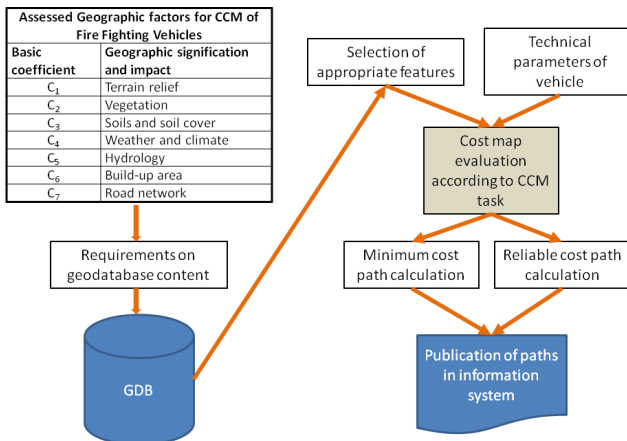 Assessed Geographic factors for CCM of
Fire Fighting Vehicles
Basic coefficient Geographic signification and impact
C₁ Terrain relief
C₂ Vegetation
C₃ Soils and soil cover
C₄ Weather and climate
C₅ Hydrology
C₆ Build-up area
C₇ Road network
Requirements on
geodatabase content
GDB
Selection of
appropriate features
Technical
parameters of
vehicle
Cost map
evaluation
according to CCM
task
Minimum cost
path calculation
Reliable cost path
calculation
Publication of paths
in information
system